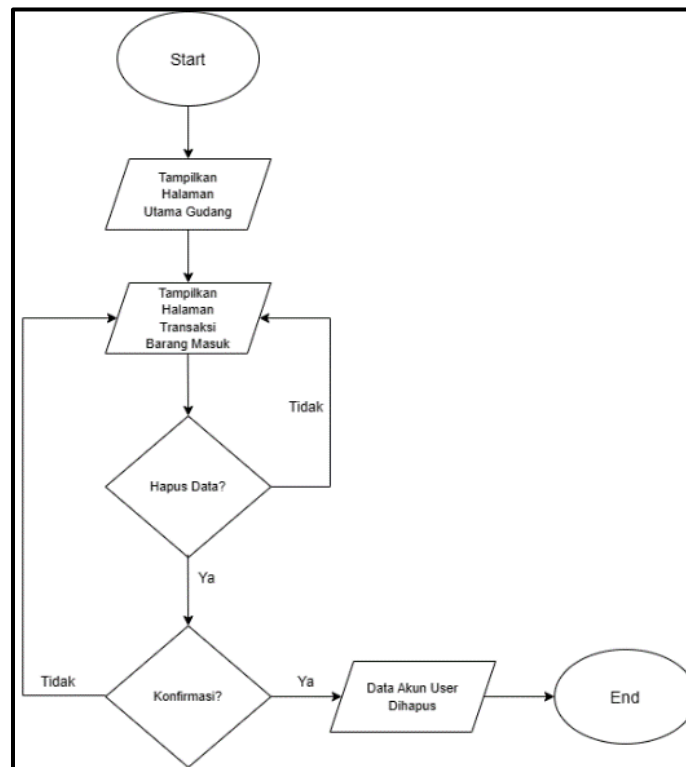 Start
Tampilkan
Halaman
Utama Gudang
Tampilkan
Halaman
Transaksi
Barang Masuk
Tidak
Hapus Data?
Ya
Tidak
Konfirmasi?
Ya
Data Akun User
Dihapus
End